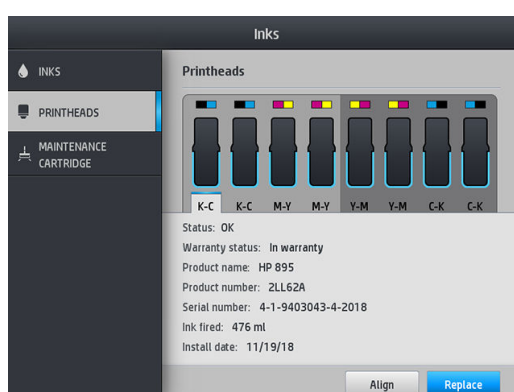 Inks
INKS
PRINTHEADS
MAINTENANCE
CARTRIDGE
Printheads
K-C K-C M-Y M-Y Y-M Y-M C-K C-K
Status: OK
Warranty status: In warranty
Product name: HP 895
Product number: 2LL62A
Serial number: 4-1-9403043-4-2018
Ink fired: 476 ml
Install date: 11/19/18
Align Replace